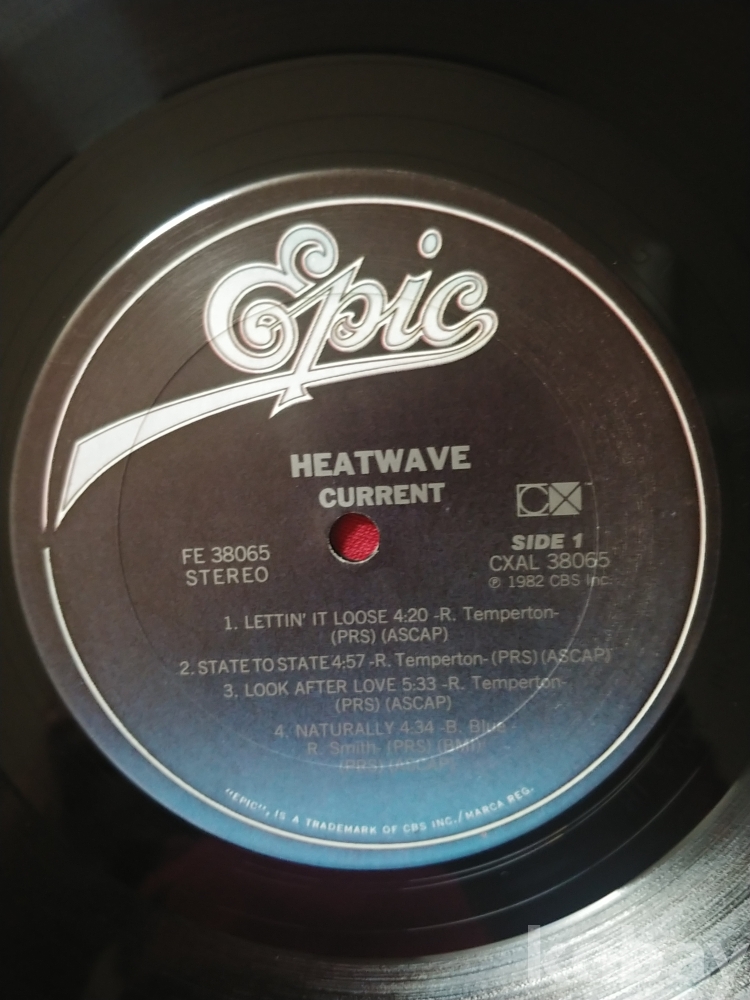 Epic
HEATWAVE
CURRENT
FE 38065
STEREO
SIDE 1
CXAL 38065
℗ 1982 CBS Inc.
1. LETTIN' IT LOOSE 4:20 -R. Temperton-
(PRS) (ASCAP)
2. STATE TO STATE 4:57 -R. Temperton- (PRS) (ASCAP)
3. LOOK AFTER LOVE 5:33 -R. Temperton-
(PRS) (ASCAP)
4. NATURALLY 4:34 -B. Blue-
R. Smith- (PRS) (BMI)
(PRS) (ASCAP)
"EPIC", IS A TRADEMARK OF CBS INC./MARCA REG.